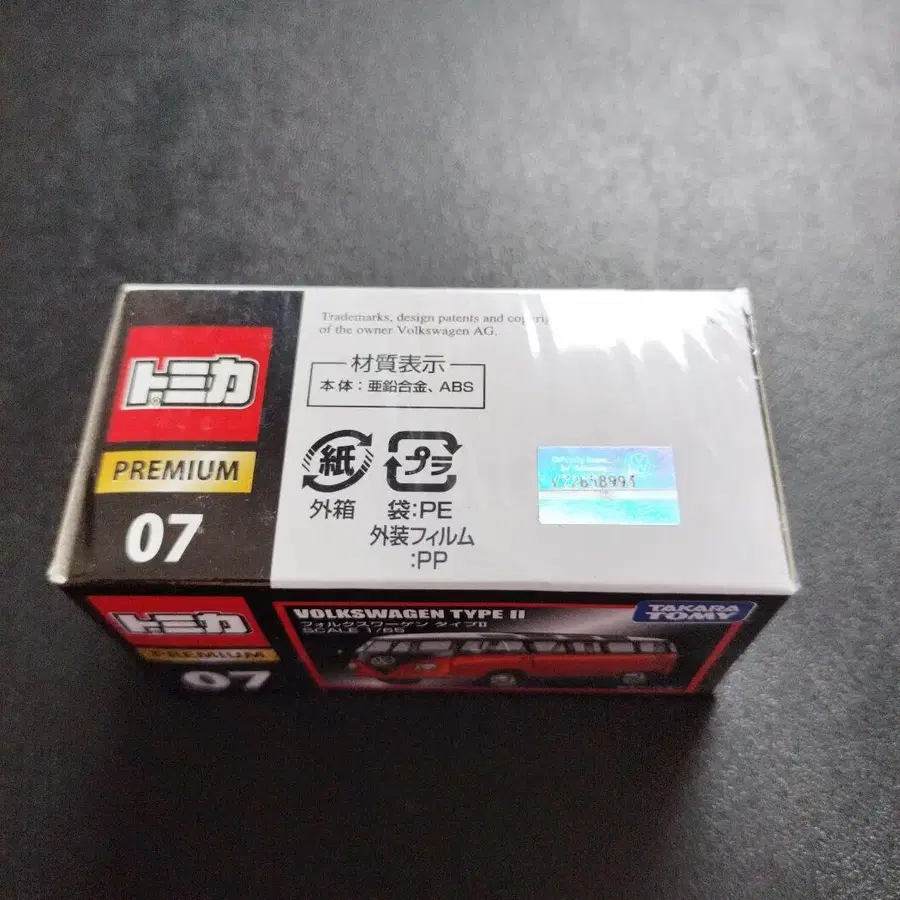 トミカ
PREMIUM
07
Trademarks, design patents and
of the owner Volkswagen AG.
材質表示
本体：亜鉛合金、ABS
紙
プラ
外箱
袋:PE
外装フィルム
:PP
トミカ
PREMIUM
07
VOLKSWAGEN TYPE II
フォルクスワーゲン タイプII
SCALE 1/55
TAKARA
TOMY